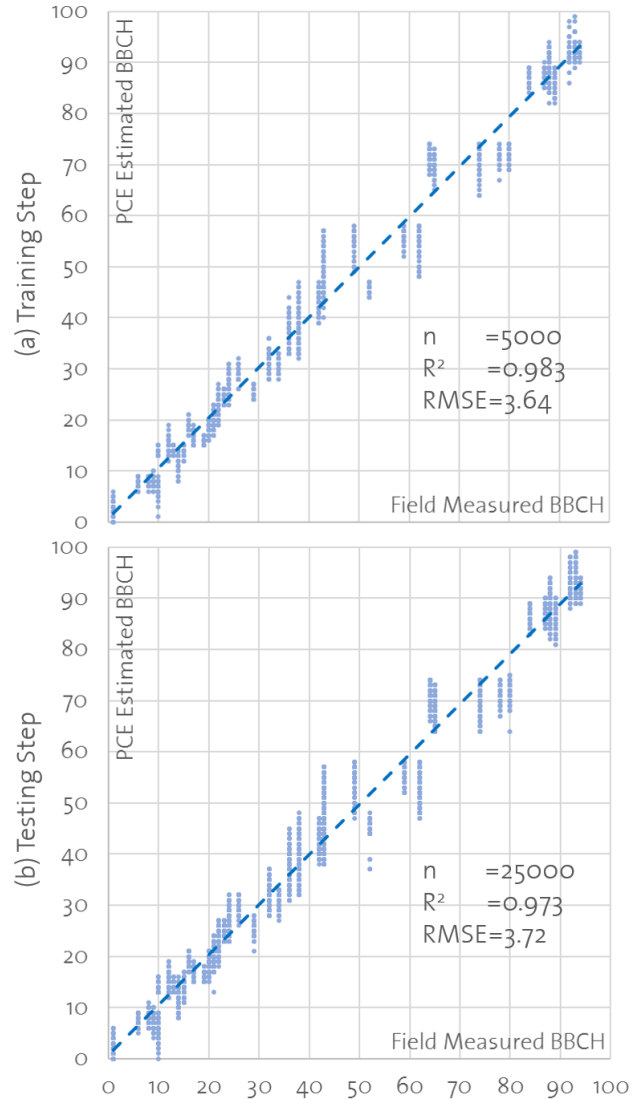 (a) Training Step
PCE Estimated BBCH
100
90
80
70
60
50
40
30
20
10
0
n =5000
R² =0.983
RMSE=3.64
Field Measured BBCH
(b) Testing Step
PCE Estimated BBCH
100
90
80
70
60
50
40
30
20
10
0
n =25000
R² =0.973
RMSE=3.72
Field Measured BBCH
0 10 20 30 40 50 60 70 80 90 100